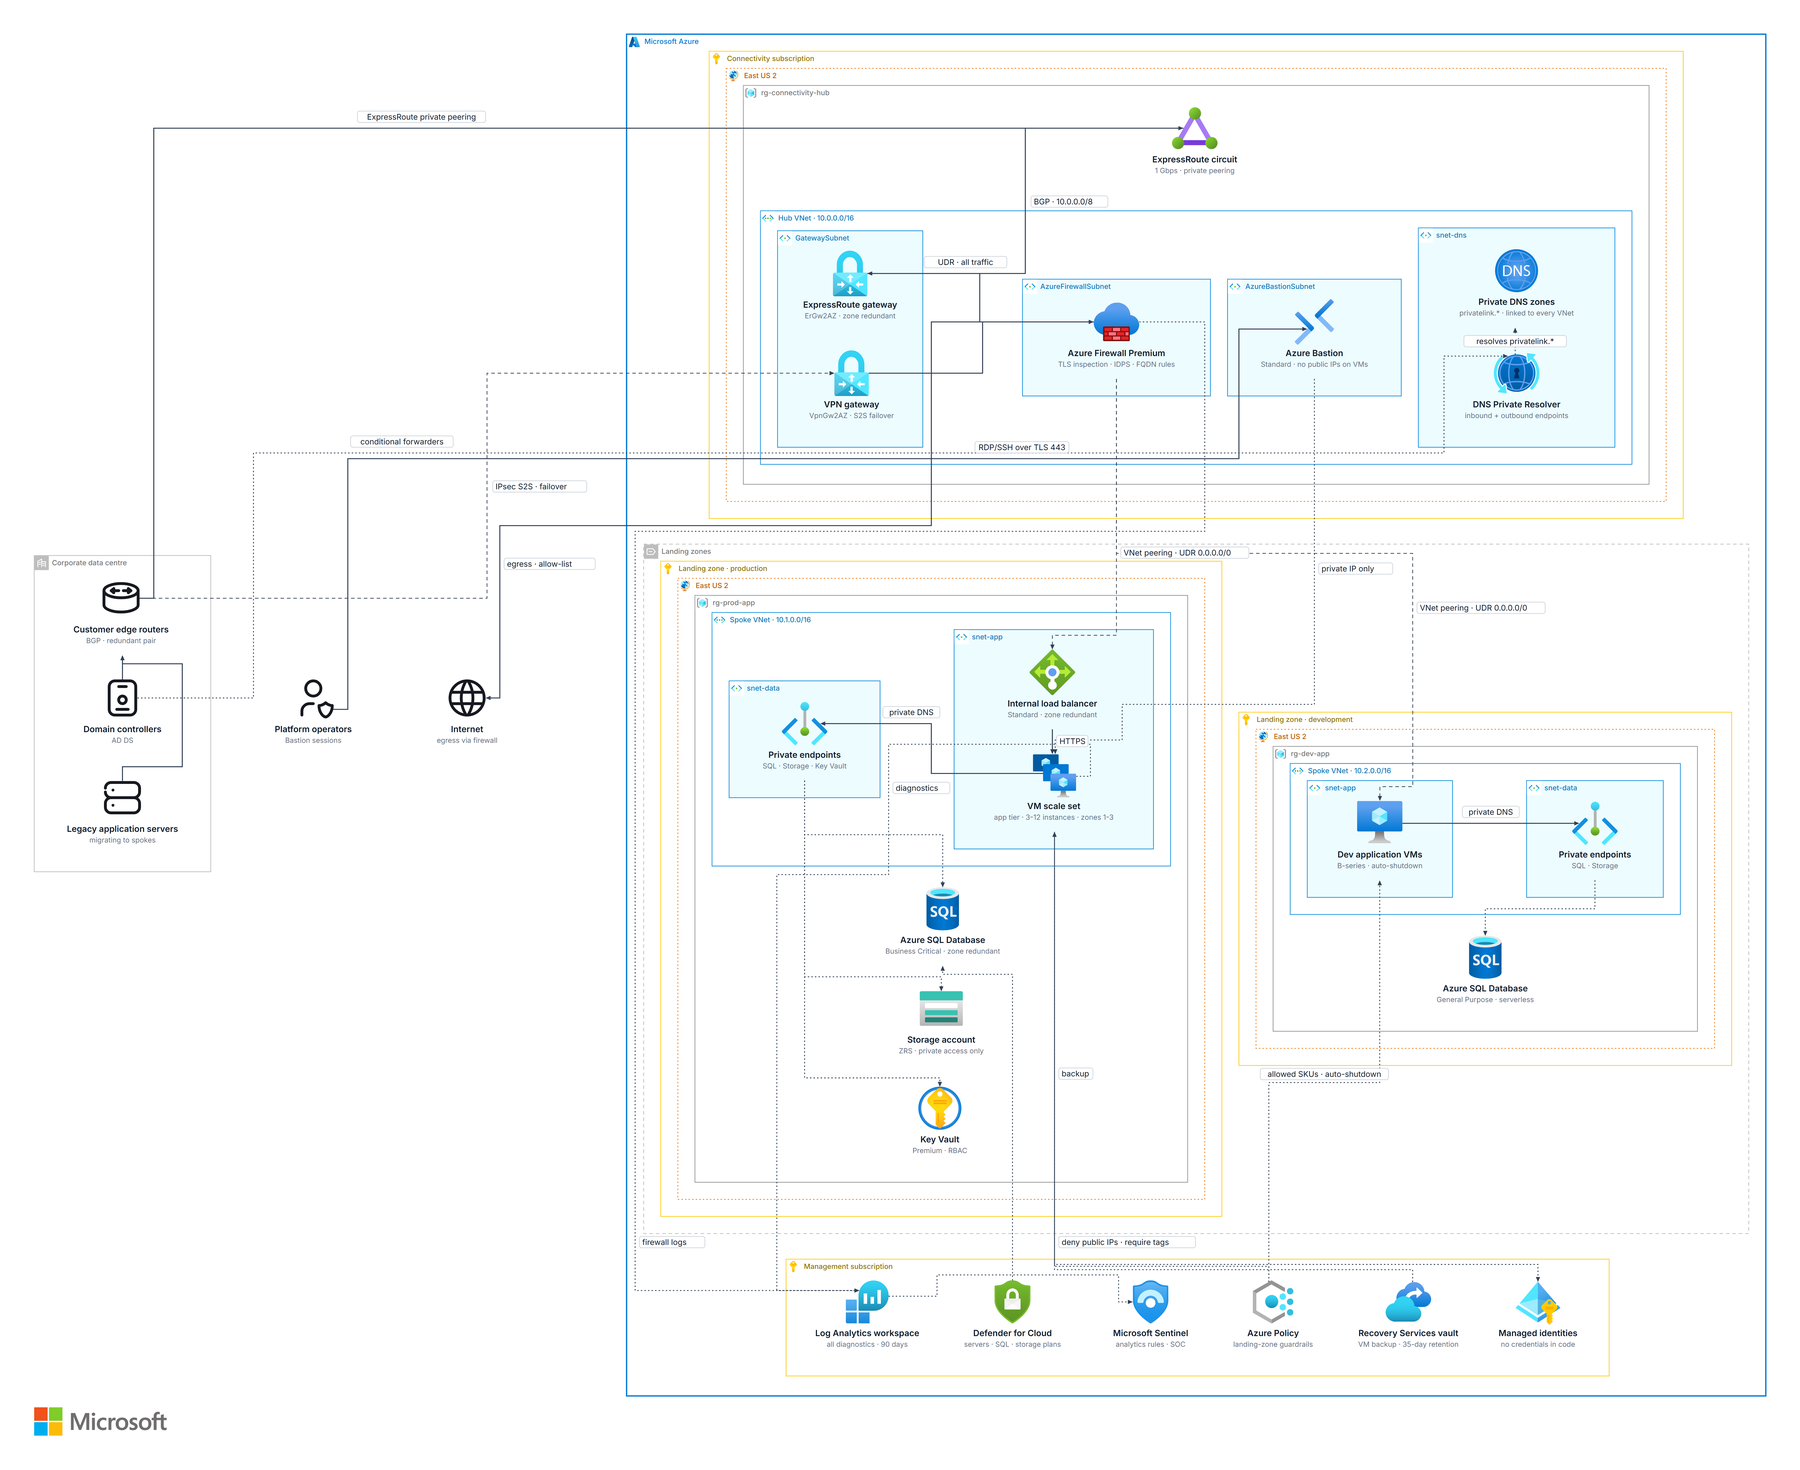 Microsoft Azure
Connectivity subscription
East US 2
rg-connectivity-hub
ExpressRoute private peering
ExpressRoute circuit
1 Gbps · private peering
BGP · 10.0.0.0/8
Hub VNet · 10.0.0.0/16
GatewaySubnet
ExpressRoute gateway
ErGw2AZ · zone redundant
VPN gateway
VpnGw2AZ · S2S failover
UDR · all traffic
AzureFirewallSubnet
Azure Firewall Premium
TLS inspection · IDPS · FQDN rules
AzureBastionSubnet
Azure Bastion
Standard · no public IPs on VMs
snet-dns
DNS
Private DNS zones
privatelink.* · linked to every VNet
resolves privatelink.*
DNS Private Resolver
inbound + outbound endpoints
conditional forwarders
RDP/SSH over TLS 443
IPsec S2S · failover
egress · allow-list
Corporate data centre
Customer edge routers
BGP · redundant pair
Domain controllers
AD DS
Legacy application servers
migrating to spokes
Platform operators
Bastion sessions
Internet
egress via firewall
Landing zones
VNet peering · UDR 0.0.0.0/0
private IP only
VNet peering · UDR 0.0.0.0/0
Landing zone · production
East US 2
rg-prod-app
Spoke VNet · 10.1.0.0/16
snet-app
Internal load balancer
Standard · zone redundant
HTTPS
VM scale set
app tier · 3-12 instances · zones 1-3
snet-data
Private endpoints
SQL · Storage · Key Vault
private DNS
diagnostics
SQL
Azure SQL Database
Business Critical · zone redundant
Storage account
ZRS · private access only
Key Vault
Premium · RBAC
backup
Landing zone · development
East US 2
rg-dev-app
Spoke VNet · 10.2.0.0/16
snet-app
Dev application VMs
B-series · auto-shutdown
private DNS
snet-data
Private endpoints
SQL · Storage
SQL
Azure SQL Database
General Purpose · serverless
allowed SKUs · auto-shutdown
firewall logs
deny public IPs · require tags
Management subscription
Log Analytics workspace
all diagnostics · 90 days
Defender for Cloud
servers · SQL · storage plans
Microsoft Sentinel
analytics rules · SOC
Azure Policy
landing-zone guardrails
Recovery Services vault
VM backup · 35-day retention
Managed identities
no credentials in code
Microsoft